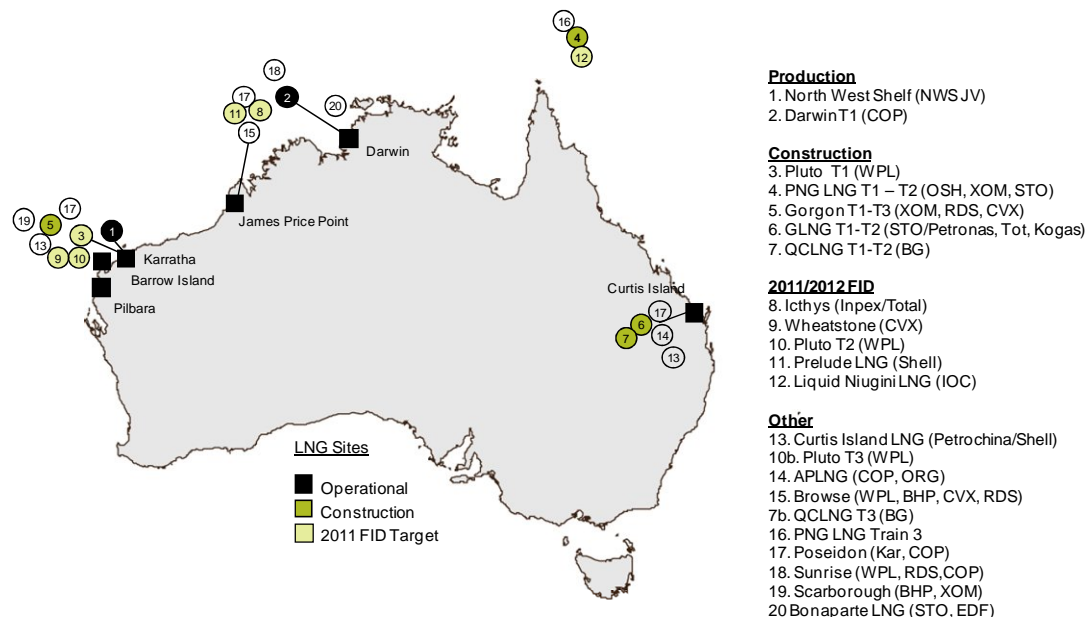 16
4
12
18
17
2
11
8
20
15
Darwin
James Price Point
17
19
5
1
3
13
9
10
Karratha
Barrow Island
Pilbara
Curtis Island
17
6
7
14
13
LNG Sites
Operational
Construction
2011 FID Target
Production
1. North West Shelf (NWS JV)
2. Darwin T1 (COP)
Construction
3. Pluto T1 (WPL)
4. PNG LNG T1 – T2 (OSH, XOM, STO)
5. Gorgon T1-T3 (XOM, RDS, CVX)
6. GLNG T1-T2 (STO/Petronas, Tot, Kogas)
7. QCLNG T1-T2 (BG)
2011/2012 FID
8. Icthys (Inpex/Total)
9. Wheatstone (CVX)
10. Pluto T2 (WPL)
11. Prelude LNG (Shell)
12. Liquid Niugini LNG (IOC)
Other
13. Curtis Island LNG (Petrochina/Shell)
10b. Pluto T3 (WPL)
14. APLNG (COP, ORG)
15. Browse (WPL, BHP, CVX, RDS)
7b. QCLNG T3 (BG)
16. PNG LNG Train 3
17. Poseidon (Kar, COP)
18. Sunrise (WPL, RDS,COP)
19. Scarborough (BHP, XOM)
20 Bonaparte LNG (STO, EDF)